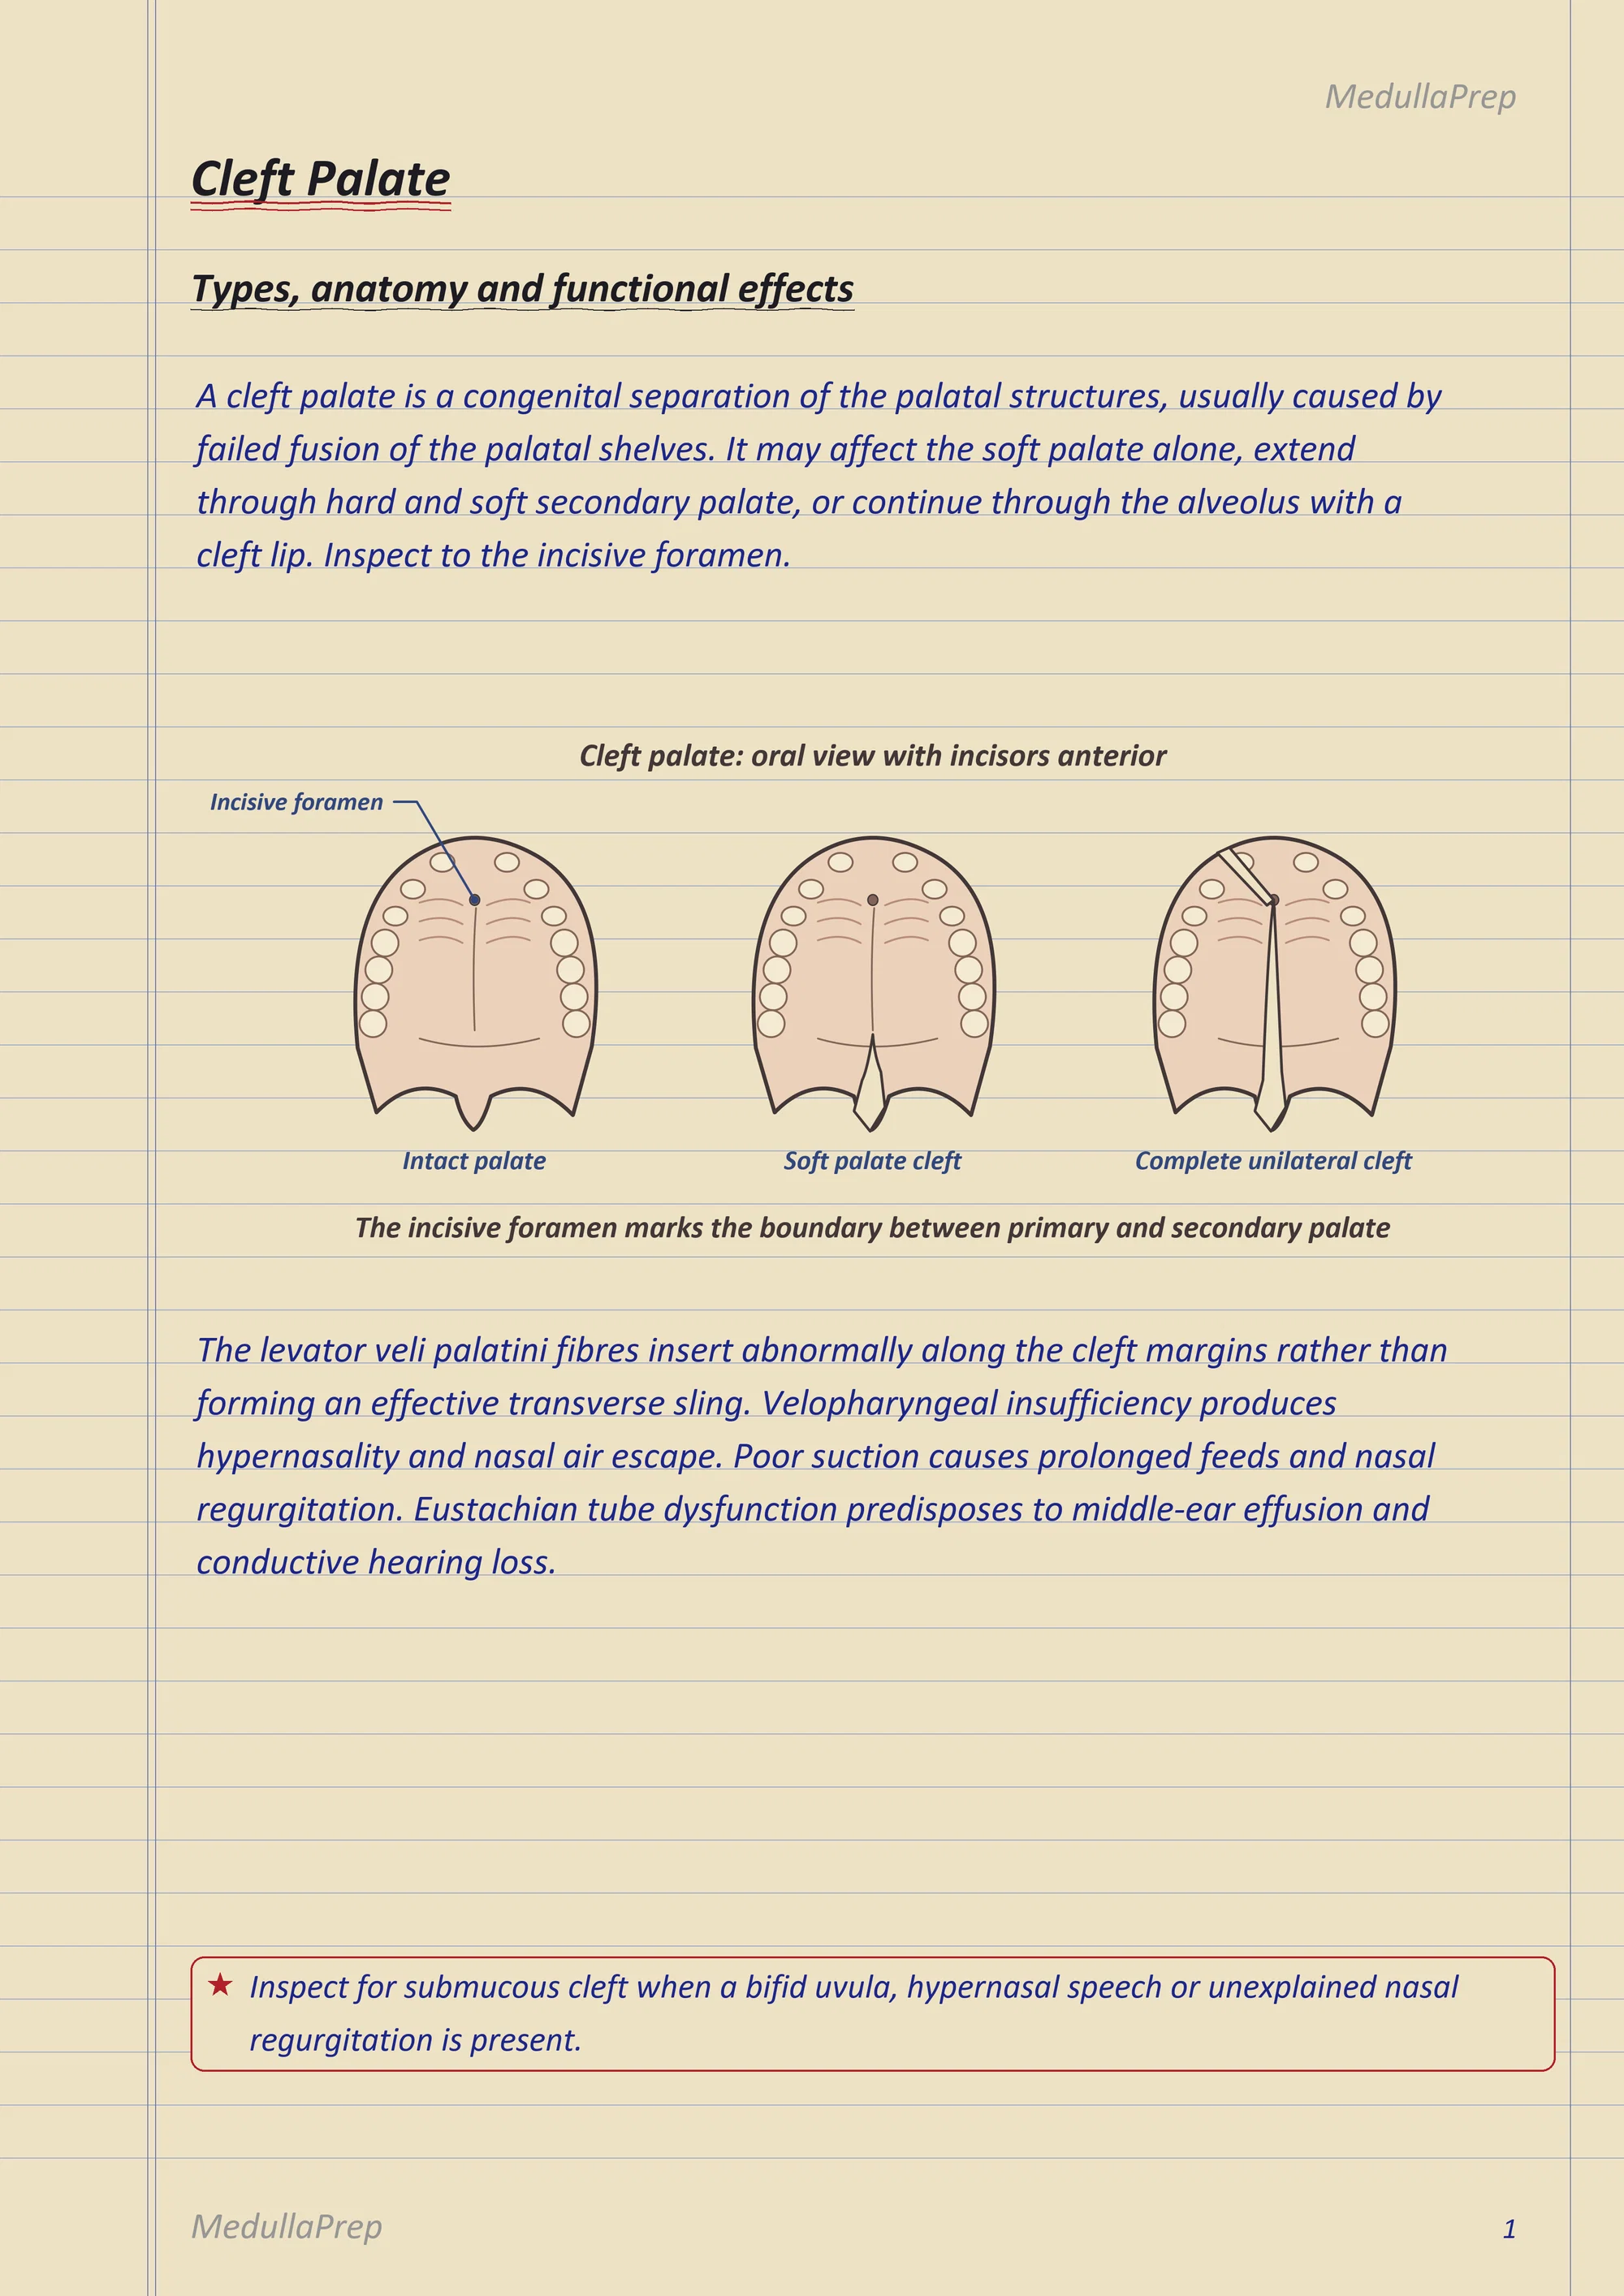 MedullaPrep
Cleft Palate
Types, anatomy and functional effects
A cleft palate is a congenital separation of the palatal structures, usually caused by
failed fusion of the palatal shelves. It may affect the soft palate alone, extend
through hard and soft secondary palate, or continue through the alveolus with a
cleft lip. Inspect to the incisive foramen.
Cleft palate: oral view with incisors anterior
Incisive foramen
Intact palate
Soft palate cleft
Complete unilateral cleft
The incisive foramen marks the boundary between primary and secondary palate
The levator veli palatini fibres insert abnormally along the cleft margins rather than
forming an effective transverse sling. Velopharyngeal insufficiency produces
hypernasality and nasal air escape. Poor suction causes prolonged feeds and nasal
regurgitation. Eustachian tube dysfunction predisposes to middle-ear effusion and
conductive hearing loss.
★ Inspect for submucous cleft when a bifid uvula, hypernasal speech or unexplained nasal
regurgitation is present.
MedullaPrep
1